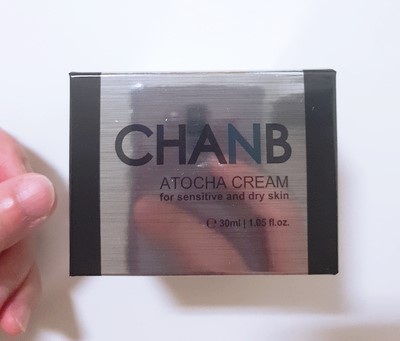 CHANB
ATOCHA CREAM
for sensitive and dry skin
℮ 30ml | 1.05 fl.oz.